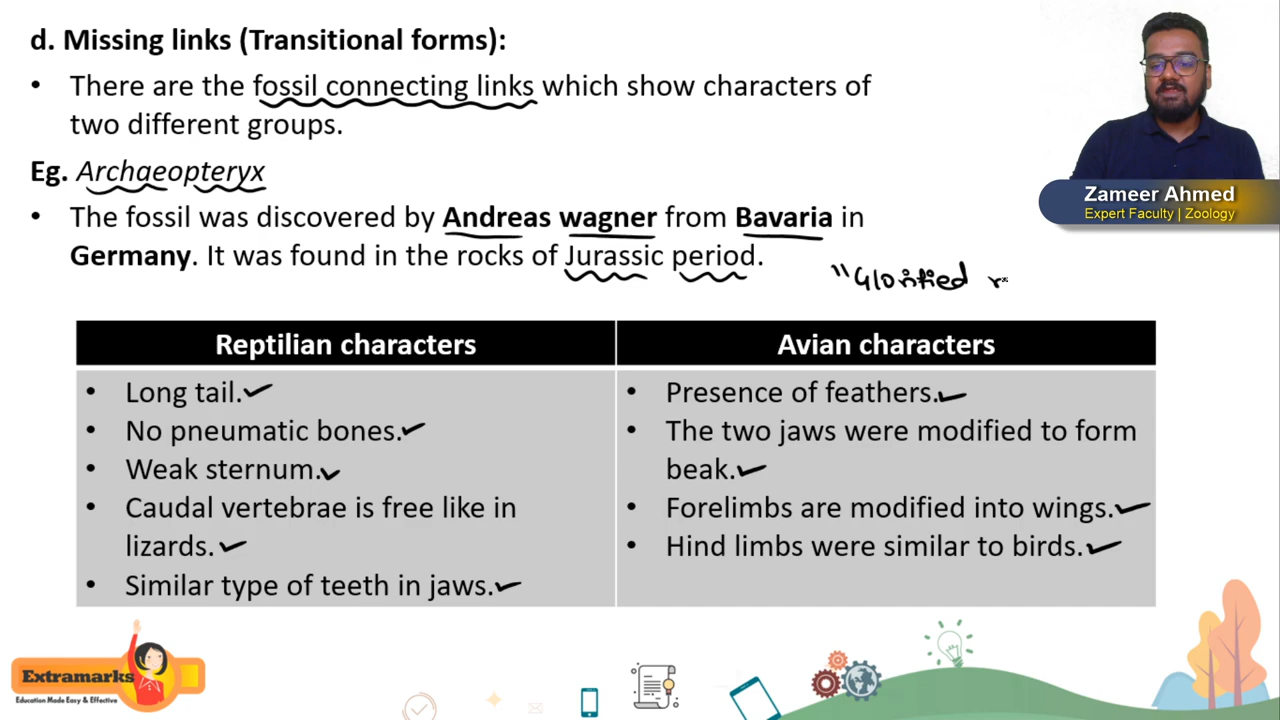 d. Missing links (Transitional forms):
• There are the fossil connecting links which show characters of
two different groups.
Eg. Archaeopteryx
• The fossil was discovered by Andreas wagner from Bavaria in
Germany. It was found in the rocks of Jurassic period.
"Glorified r
Zameer Ahmed
Expert Faculty | Zoology
Reptilian characters
• Long tail.
• No pneumatic bones.
• Weak sternum.
• Caudal vertebrae is free like in
lizards.
• Similar type of teeth in jaws.
Avian characters
• Presence of feathers.
• The two jaws were modified to form
beak.
• Forelimbs are modified into wings.
• Hind limbs were similar to birds.
Extramarks
Education Made Easy & Effective